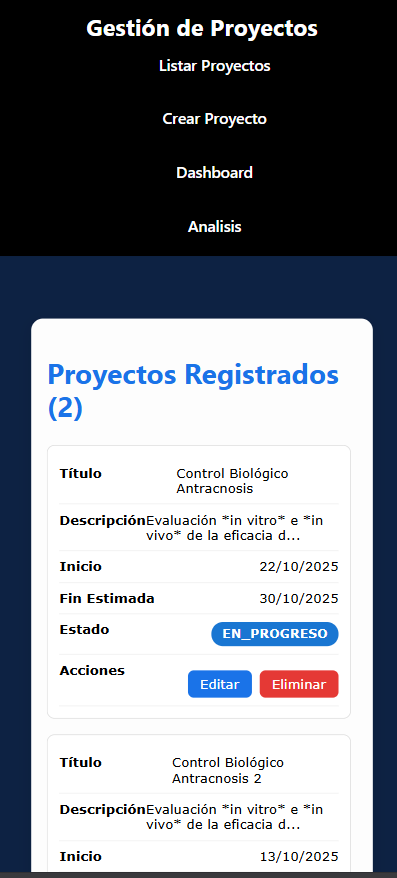 Gestión de Proyectos
Listar Proyectos
Crear Proyecto
Dashboard
Analisis
Proyectos Registrados
(2)
Título Control Biológico
Antracnosis
Descripción Evaluación *in vitro* e *in
vivo* de la eficacia d...
Inicio 22/10/2025
Fin Estimada 30/10/2025
Estado EN_PROGRESO
Acciones Editar Eliminar
Título Control Biológico
Antracnosis 2
Descripción Evaluación *in vitro* e *in
vivo* de la eficacia d...
Inicio 13/10/2025